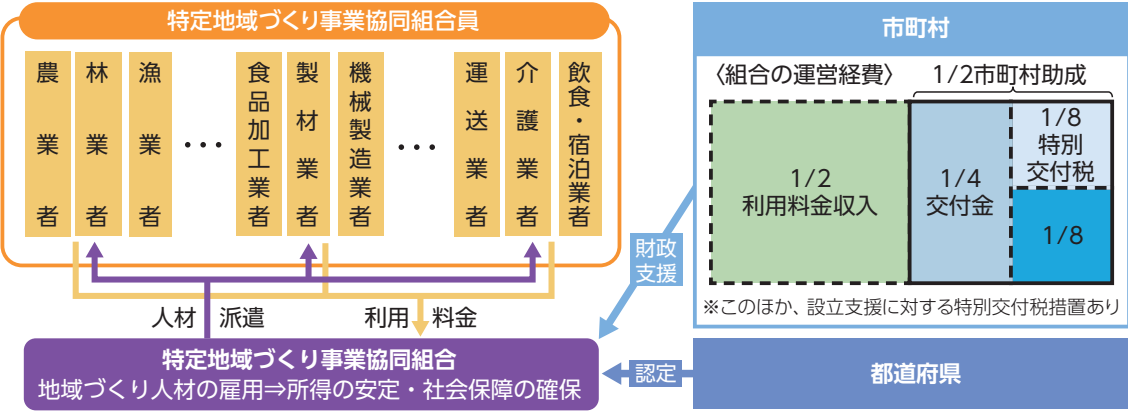 特定地域づくり事業協同組合員
農業者
林業者
漁業者
…
食品加工業者
製材業者
機械製造業者
…
運送業者
介護業者
飲食・宿泊業者
人材派遣
利用料金
特定地域づくり事業協同組合
地域づくり人材の雇用⇒所得の安定・社会保障の確保
市町村
〈組合の運営経費〉
1/2市町村助成
1/2
利用料金収入
1/4
交付金
1/8
特別
交付税
1/8
※このほか、設立支援に対する特別交付税措置あり
財政
支援
認定
都道府県